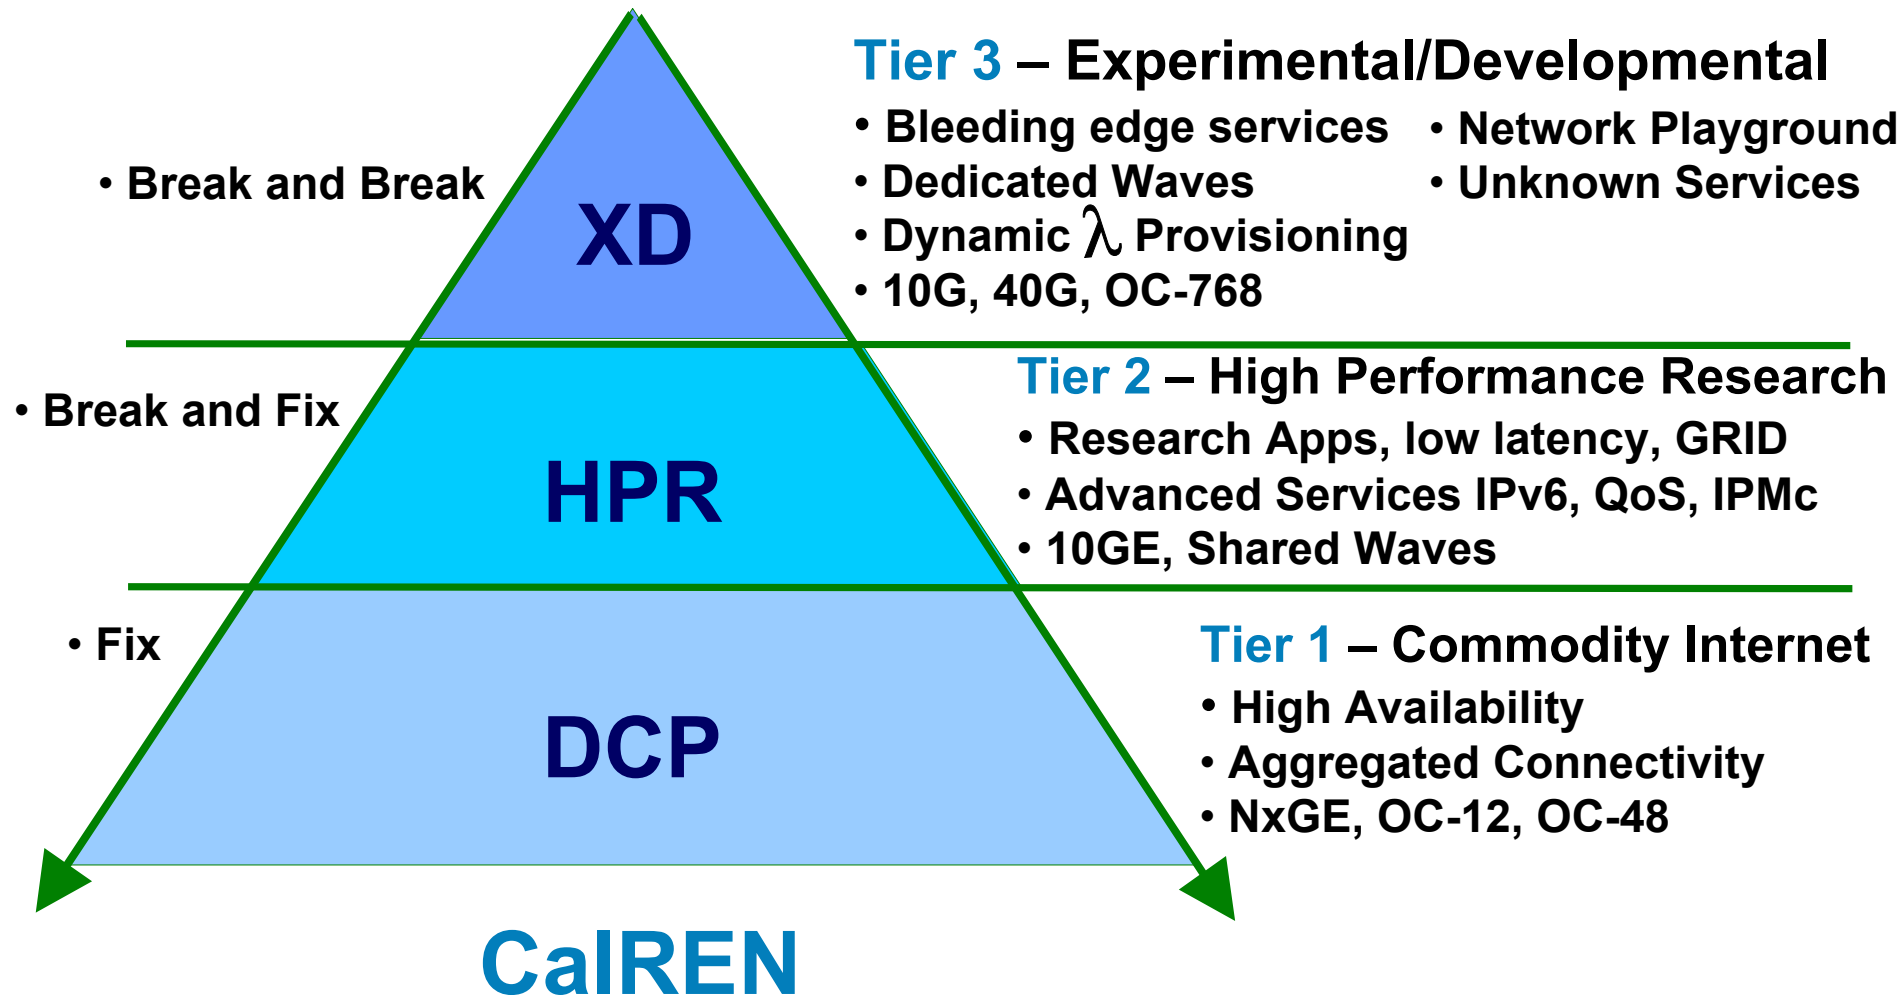 Tier 3 – Experimental/Developmental
• Bleeding edge services
• Dedicated Waves
• Dynamic λ Provisioning
• 10G, 40G, OC-768
• Network Playground
• Unknown Services
• Break and Break
XD
Tier 2 – High Performance Research
• Research Apps, low latency, GRID
• Advanced Services IPv6, QoS, IPMc
• 10GE, Shared Waves
• Break and Fix
HPR
Tier 1 – Commodity Internet
• High Availability
• Aggregated Connectivity
• NxGE, OC-12, OC-48
• Fix
DCP
CalREN